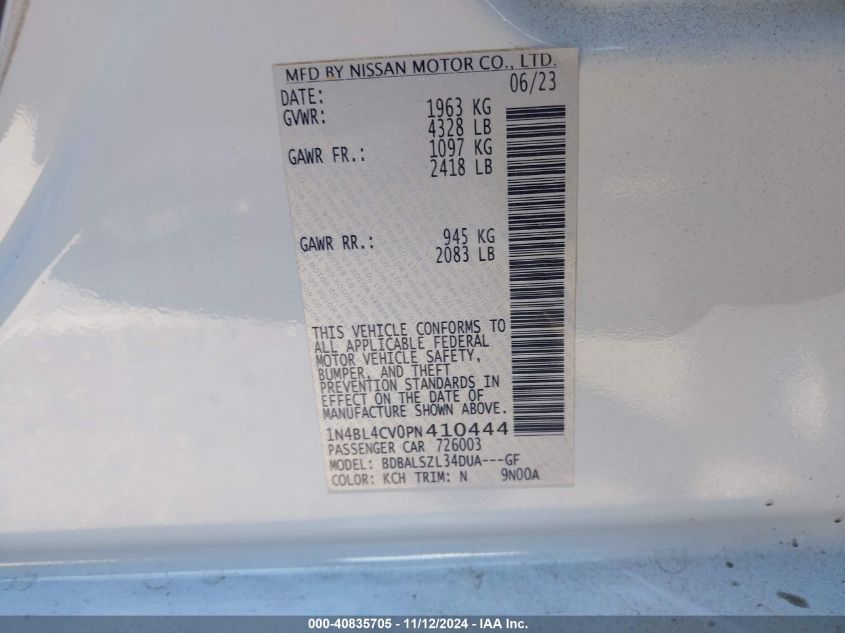 MFD BY NISSAN MOTOR CO., LTD.
DATE: 06/23
GVWR: 1963 KG
4328 LB
GAWR FR.: 1097 KG
2418 LB
GAWR RR.: 945 KG
2083 LB
THIS VEHICLE CONFORMS TO
ALL APPLICABLE FEDERAL
MOTOR VEHICLE SAFETY,
BUMPER, AND THEFT
PREVENTION STANDARDS IN
EFFECT ON THE DATE OF
MANUFACTURE SHOWN ABOVE.
1N4BL4CV0PN410444
PASSENGER CAR 726003
MODEL: BDBALSZL34DUA---GF
COLOR: KCH TRIM: N 9N00A
000-40835705 - 11/12/2024 - IAA Inc.